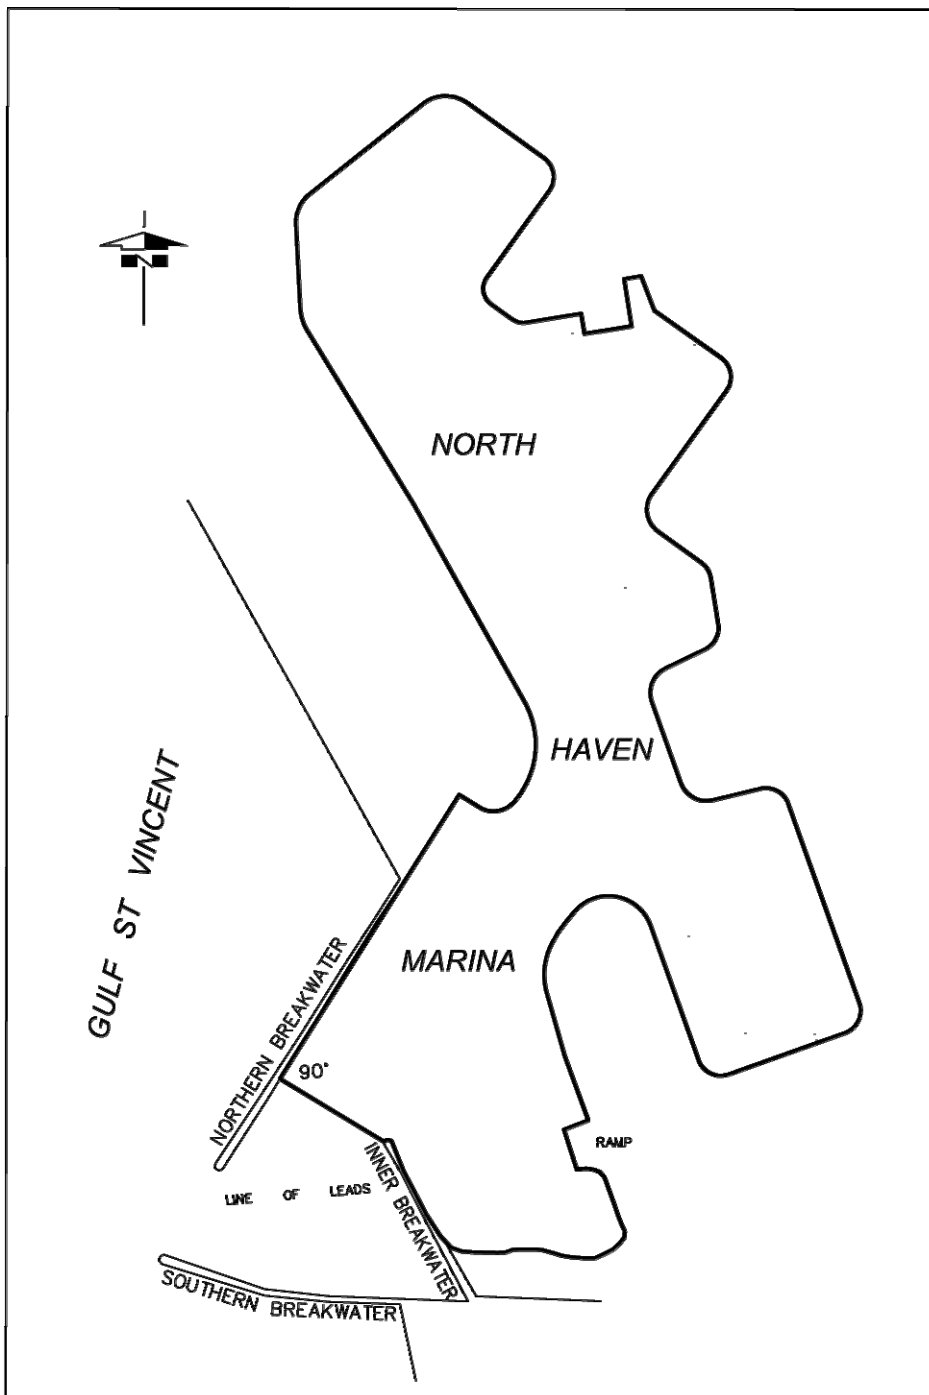 N
NORTH
HAVEN
GULF ST VINCENT
MARINA
NORTHERN BREAKWATER
90°
RAMP
INNER BREAKWATER
LINE OF LEADS
SOUTHERN BREAKWATER